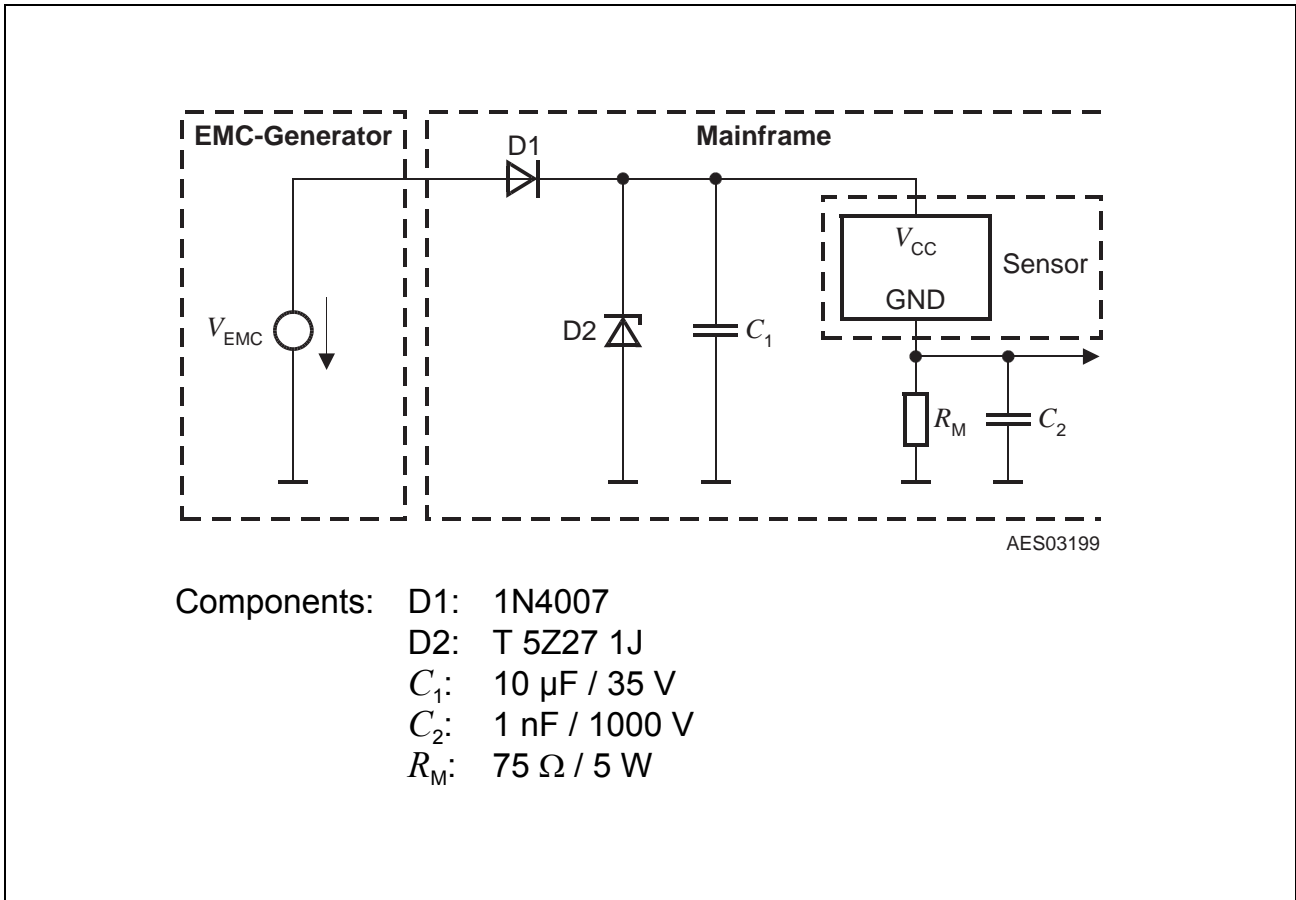 EMC-Generator
Mainframe
D1
V_CC
Sensor
GND
V_EMC
D2
C_1
R_M
C_2
AES03199
Components: D1: 1N4007
D2: T 5Z27 1J
C_1: 10 µF / 35 V
C_2: 1 nF / 1000 V
R_M: 75 Ω / 5 W